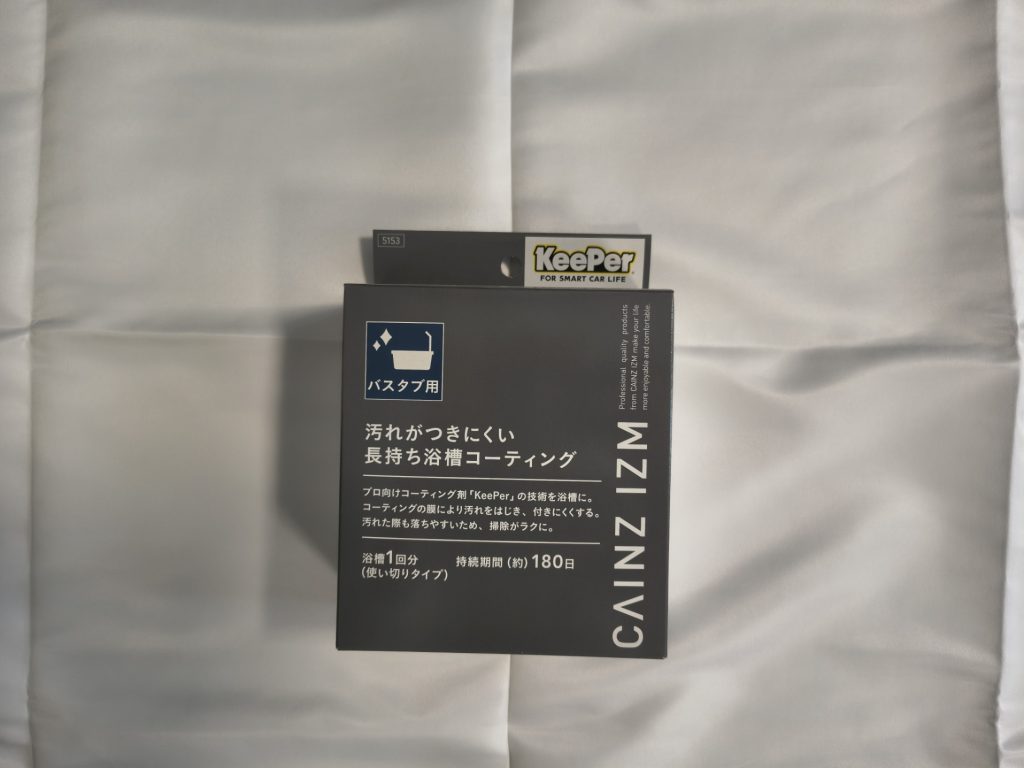 5153
KeePer
FOR SMART CAR LIFE
バスタブ用
汚れがつきにくい
長持ち浴槽コーティング
プロ向けコーティング剤「KeePer」の技術を浴槽に。
コーティングの膜により汚れをはじき、付きにくくする。
汚れた際も落ちやすいため、掃除がラクに。
浴槽1回分
(使い切りタイプ)
持続期間(約)180日
Professional quality products
from CAINZ IZM make your life
more enjoyable and comfortable.
CAINZ IZM